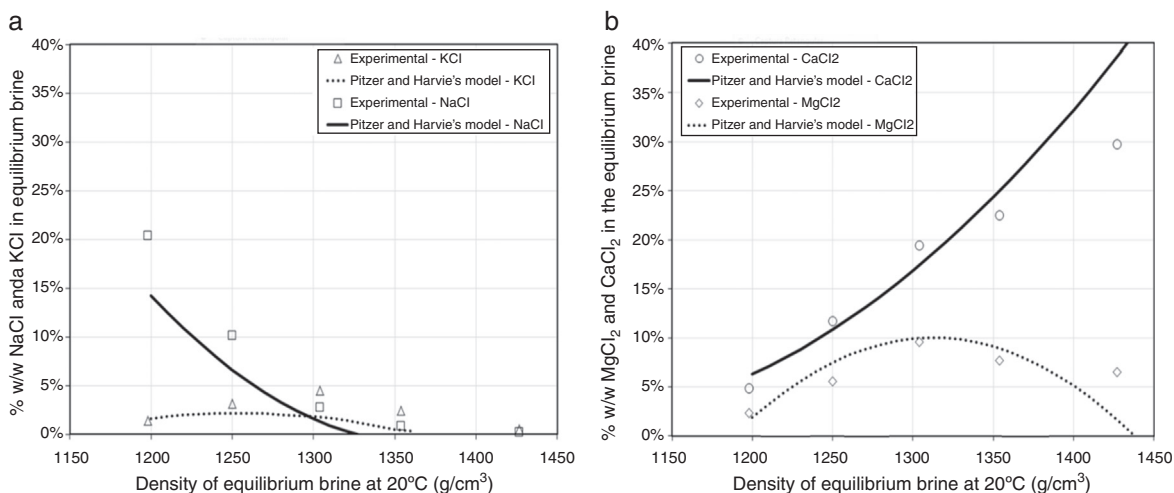 a
40%
35%
30%
25%
20%
15%
10%
5%
0%
% w/w NaCl anda KCl in equilibrium brine
Experimental - KCl
Pitzer and Harvie's model - KCl
Experimental - NaCl
Pitzer and Harvie's model - NaCl
1150 1200 1250 1300 1350 1400 1450
Density of equilibrium brine at 20ºC (g/cm³)
b
40%
35%
30%
25%
20%
15%
10%
5%
0%
% w/w MgCl₂ and CaCl₂ in the equilibrium brine
Experimental - CaCl2
Pitzer and Harvie's model - CaCl2
Experimental - MgCl2
Pitzer and Harvie's model - MgCl2
1150 1200 1250 1300 1350 1400 1450
Density of equilibrium brine at 20ºC (g/cm³)